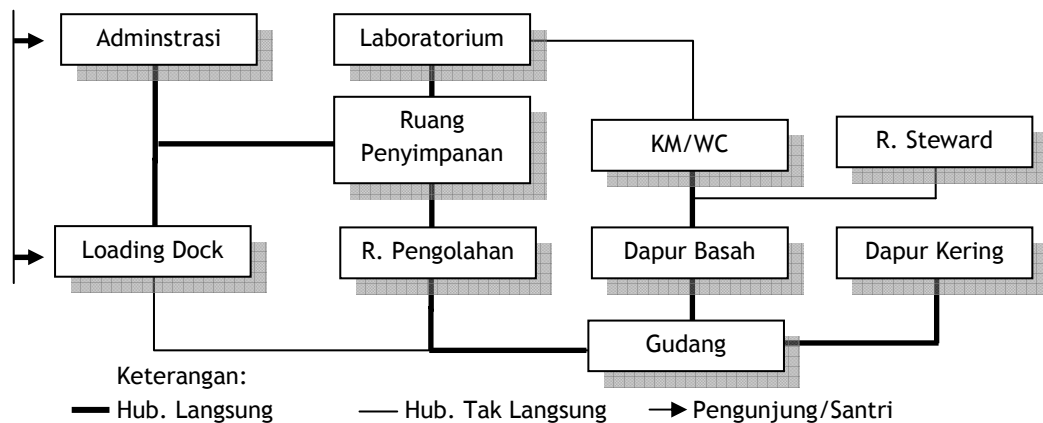 Adminstrasi
Laboratorium
Ruang
Penyimpanan
KM/WC
R. Steward
Loading Dock
R. Pengolahan
Dapur Basah
Dapur Kering
Gudang
Keterangan:
Hub. Langsung
Hub. Tak Langsung
Pengunjung/Santri